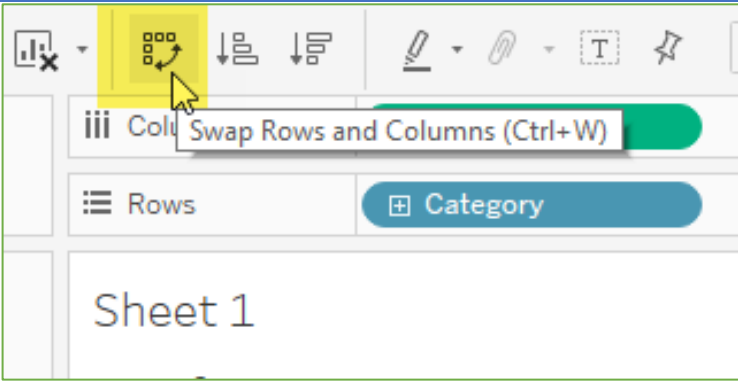 T
Colu
Swap Rows and Columns (Ctrl+W)
Rows
Category
Sheet 1